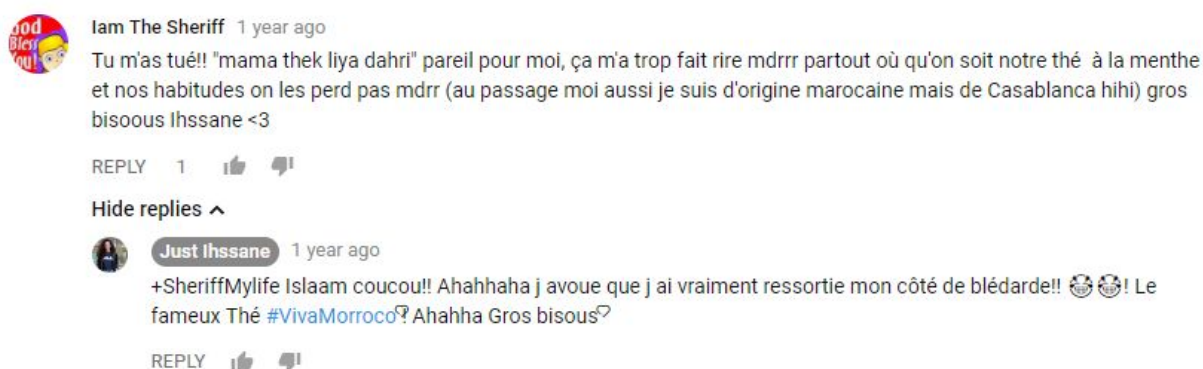 Good
Bless
You!
Iam The Sheriff 1 year ago
Tu m'as tué!! "mama thek liya dahri" pareil pour moi, ça m'a trop fait rire mdrrr partout où qu'on soit notre thé à la menthe
et nos habitudes on les perd pas mdrr (au passage moi aussi je suis d'origine marocaine mais de Casablanca hihi) gros
bisoous Ihssane <3
REPLY 1
Hide replies
Just Ihssane 1 year ago
+SheriffMylife Islaam coucou!! Ahahhaha j avoue que j ai vraiment ressortie mon côté de blédarde!! 😂 😂! Le
fameux Thé #VivaMorroco? Ahahha Gros bisous
REPLY